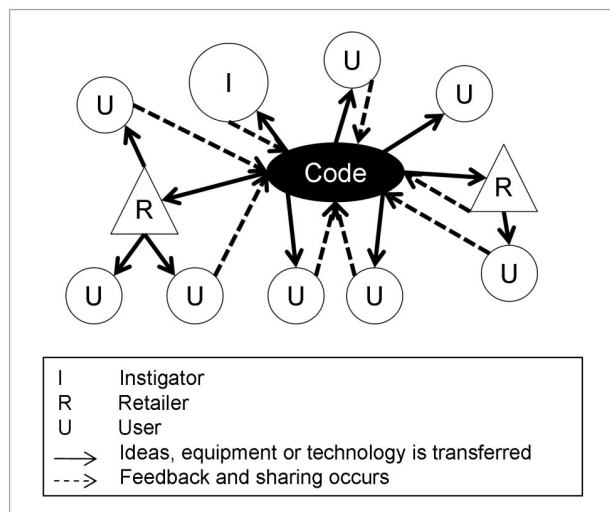 U
I
U
U
Code
R
R
U
U
U
U
U
I Instigator
R Retailer
U User
Ideas, equipment or technology is transferred
Feedback and sharing occurs